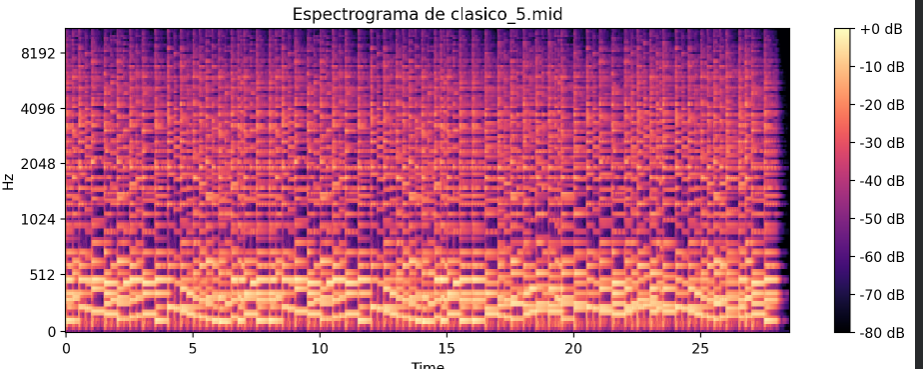 Espectrograma de clasico_5.mid
8192
4096
2048
1024
512
0
Hz
0 5 10 15 20 25
Time
+0 dB
-10 dB
-20 dB
-30 dB
-40 dB
-50 dB
-60 dB
-70 dB
-80 dB